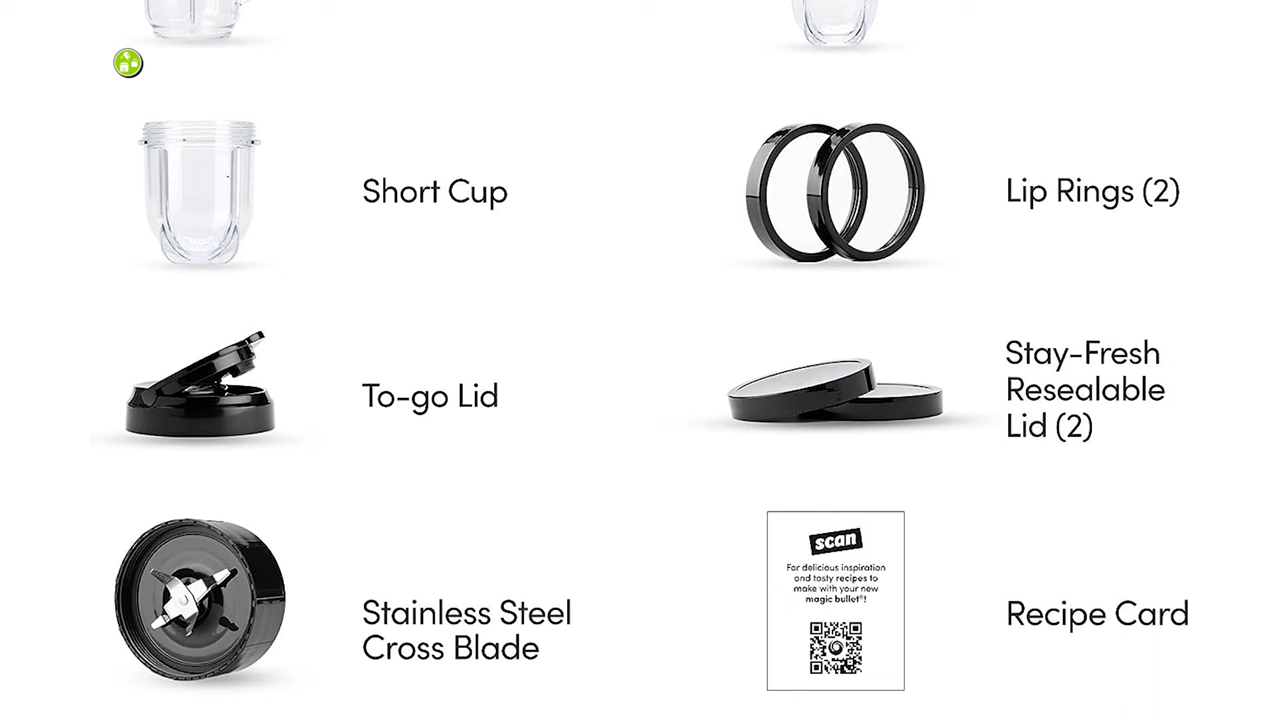 Short Cup
Lip Rings (2)
To-go Lid
Stay-Fresh
Resealable
Lid (2)
Stainless Steel
Cross Blade
scan
For delicious inspiration
and tasty recipes to
make with your new
magic bullet®!
Recipe Card